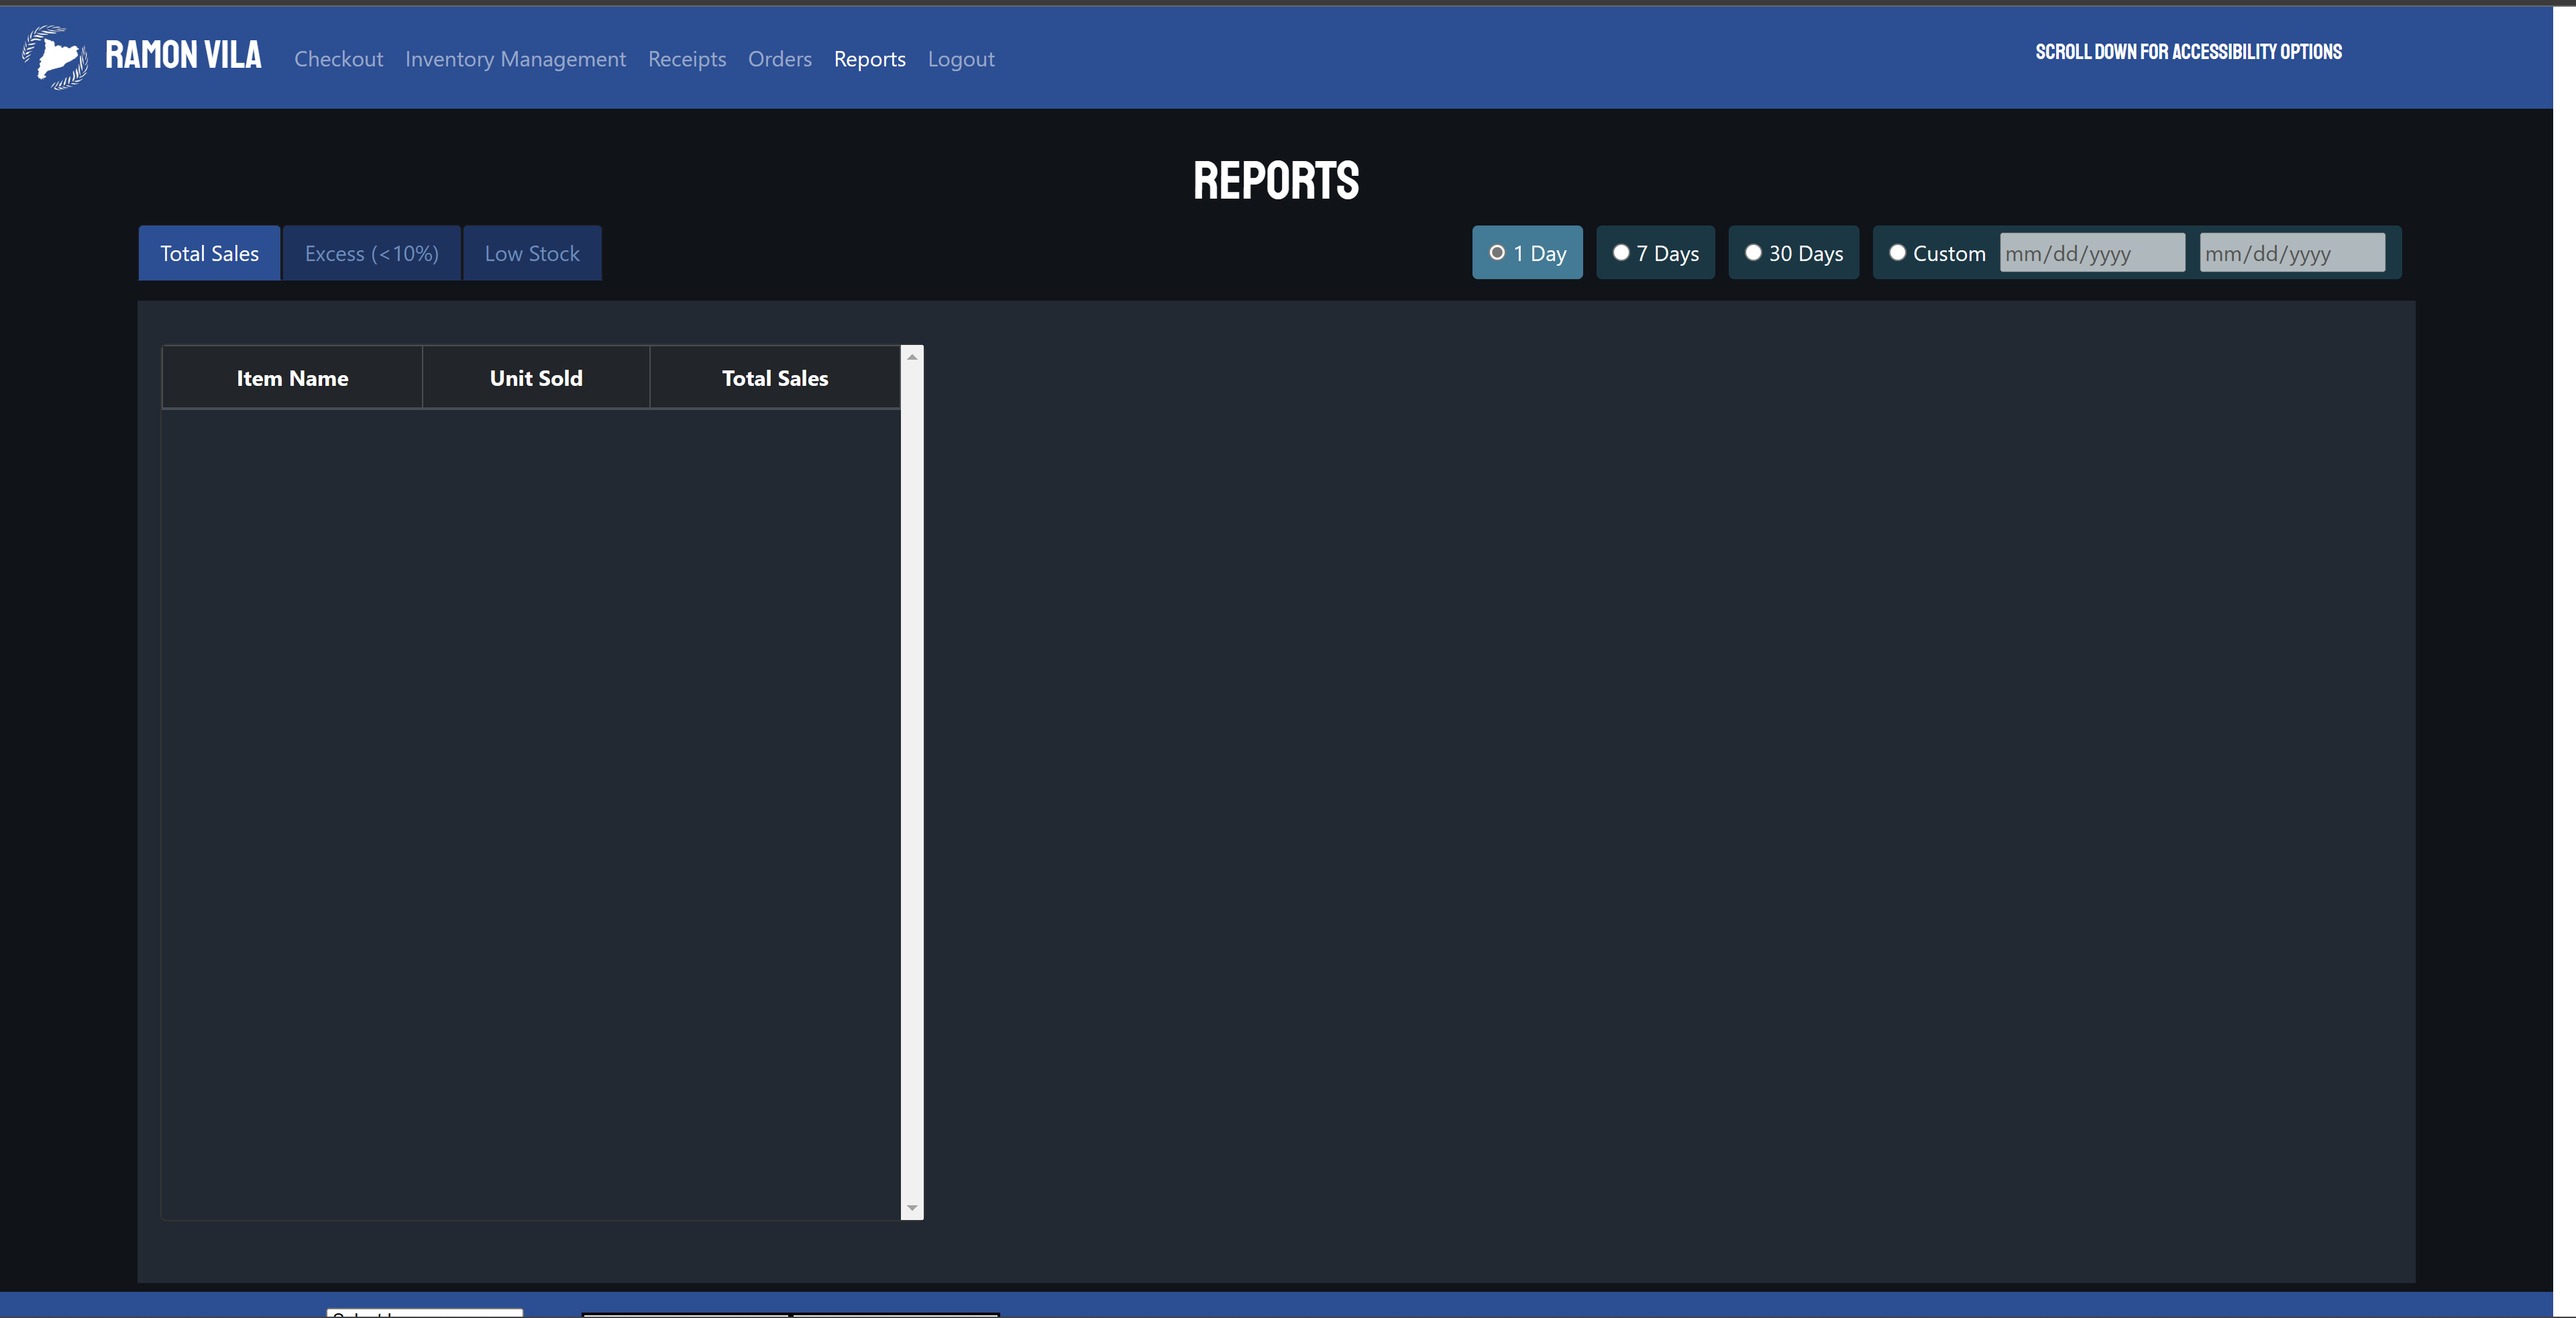 RAMON VILA Checkout Inventory Management Receipts Orders Reports Logout SCROLL DOWN FOR ACCESSIBILITY OPTIONS
REPORTS
Total Sales Excess (<10%) Low Stock 1 Day 7 Days 30 Days Custom mm/dd/yyyy mm/dd/yyyy
Item Name Unit Sold Total Sales